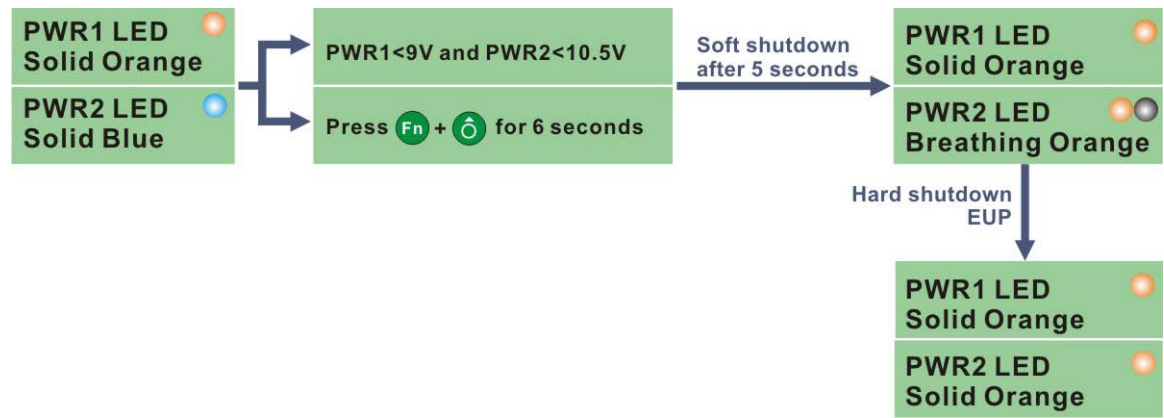 PWR1 LED
Solid Orange
PWR2 LED
Solid Blue
PWR1<9V and PWR2<10.5V
Press Fn + for 6 seconds
Soft shutdown
after 5 seconds
PWR1 LED
Solid Orange
PWR2 LED
Breathing Orange
Hard shutdown
EUP
PWR1 LED
Solid Orange
PWR2 LED
Solid Orange